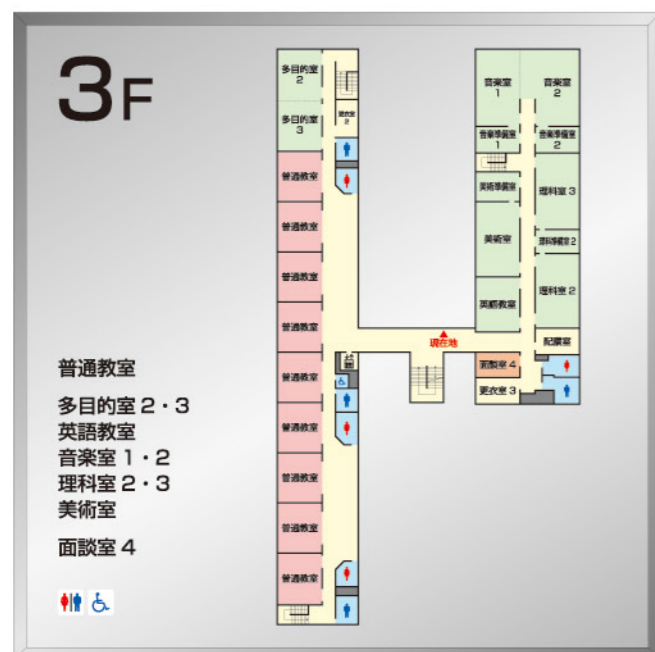 3F
普通教室
多目的室2・3
英語教室
音楽室1・2
理科室2・3
美術室
面談室4
多目的室
2
多目的室
3
更衣室
2
普通教室
普通教室
普通教室
普通教室
普通教室
普通教室
普通教室
普通教室
普通教室
現在地
音楽室
1
音楽室
2
音楽準備室
1
音楽準備室
2
美術準備室
理科室3
美術室
理科準備室2
英語教室
理科室2
配膳室
面談室4
更衣室3